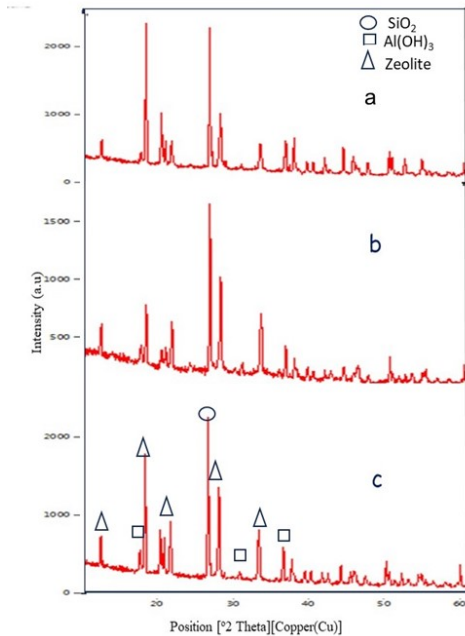 SiO₂
Al(OH)₃
Zeolite
2000
1000
0
a
1500
1000
500
b
2000
1000
0
c
Intensity (a.u)
20
30
40
50
60
Position [°2 Theta][Copper(Cu)]